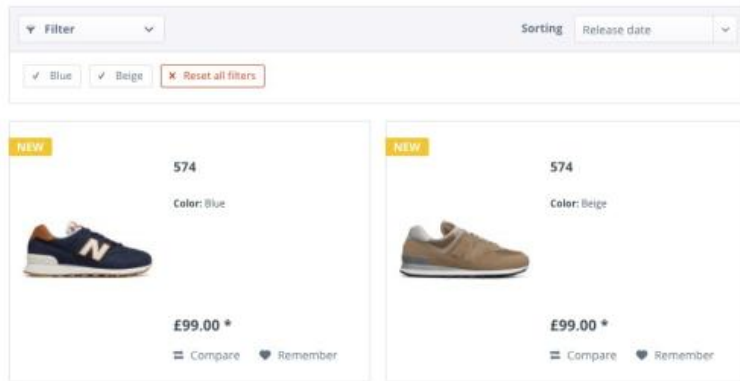 Filter
Sorting Release date
Blue Beige Reset all filters
NEW
574
Color: Blue
N
£99.00 *
Compare Remember
NEW
574
Color: Beige
£99.00 *
Compare Remember